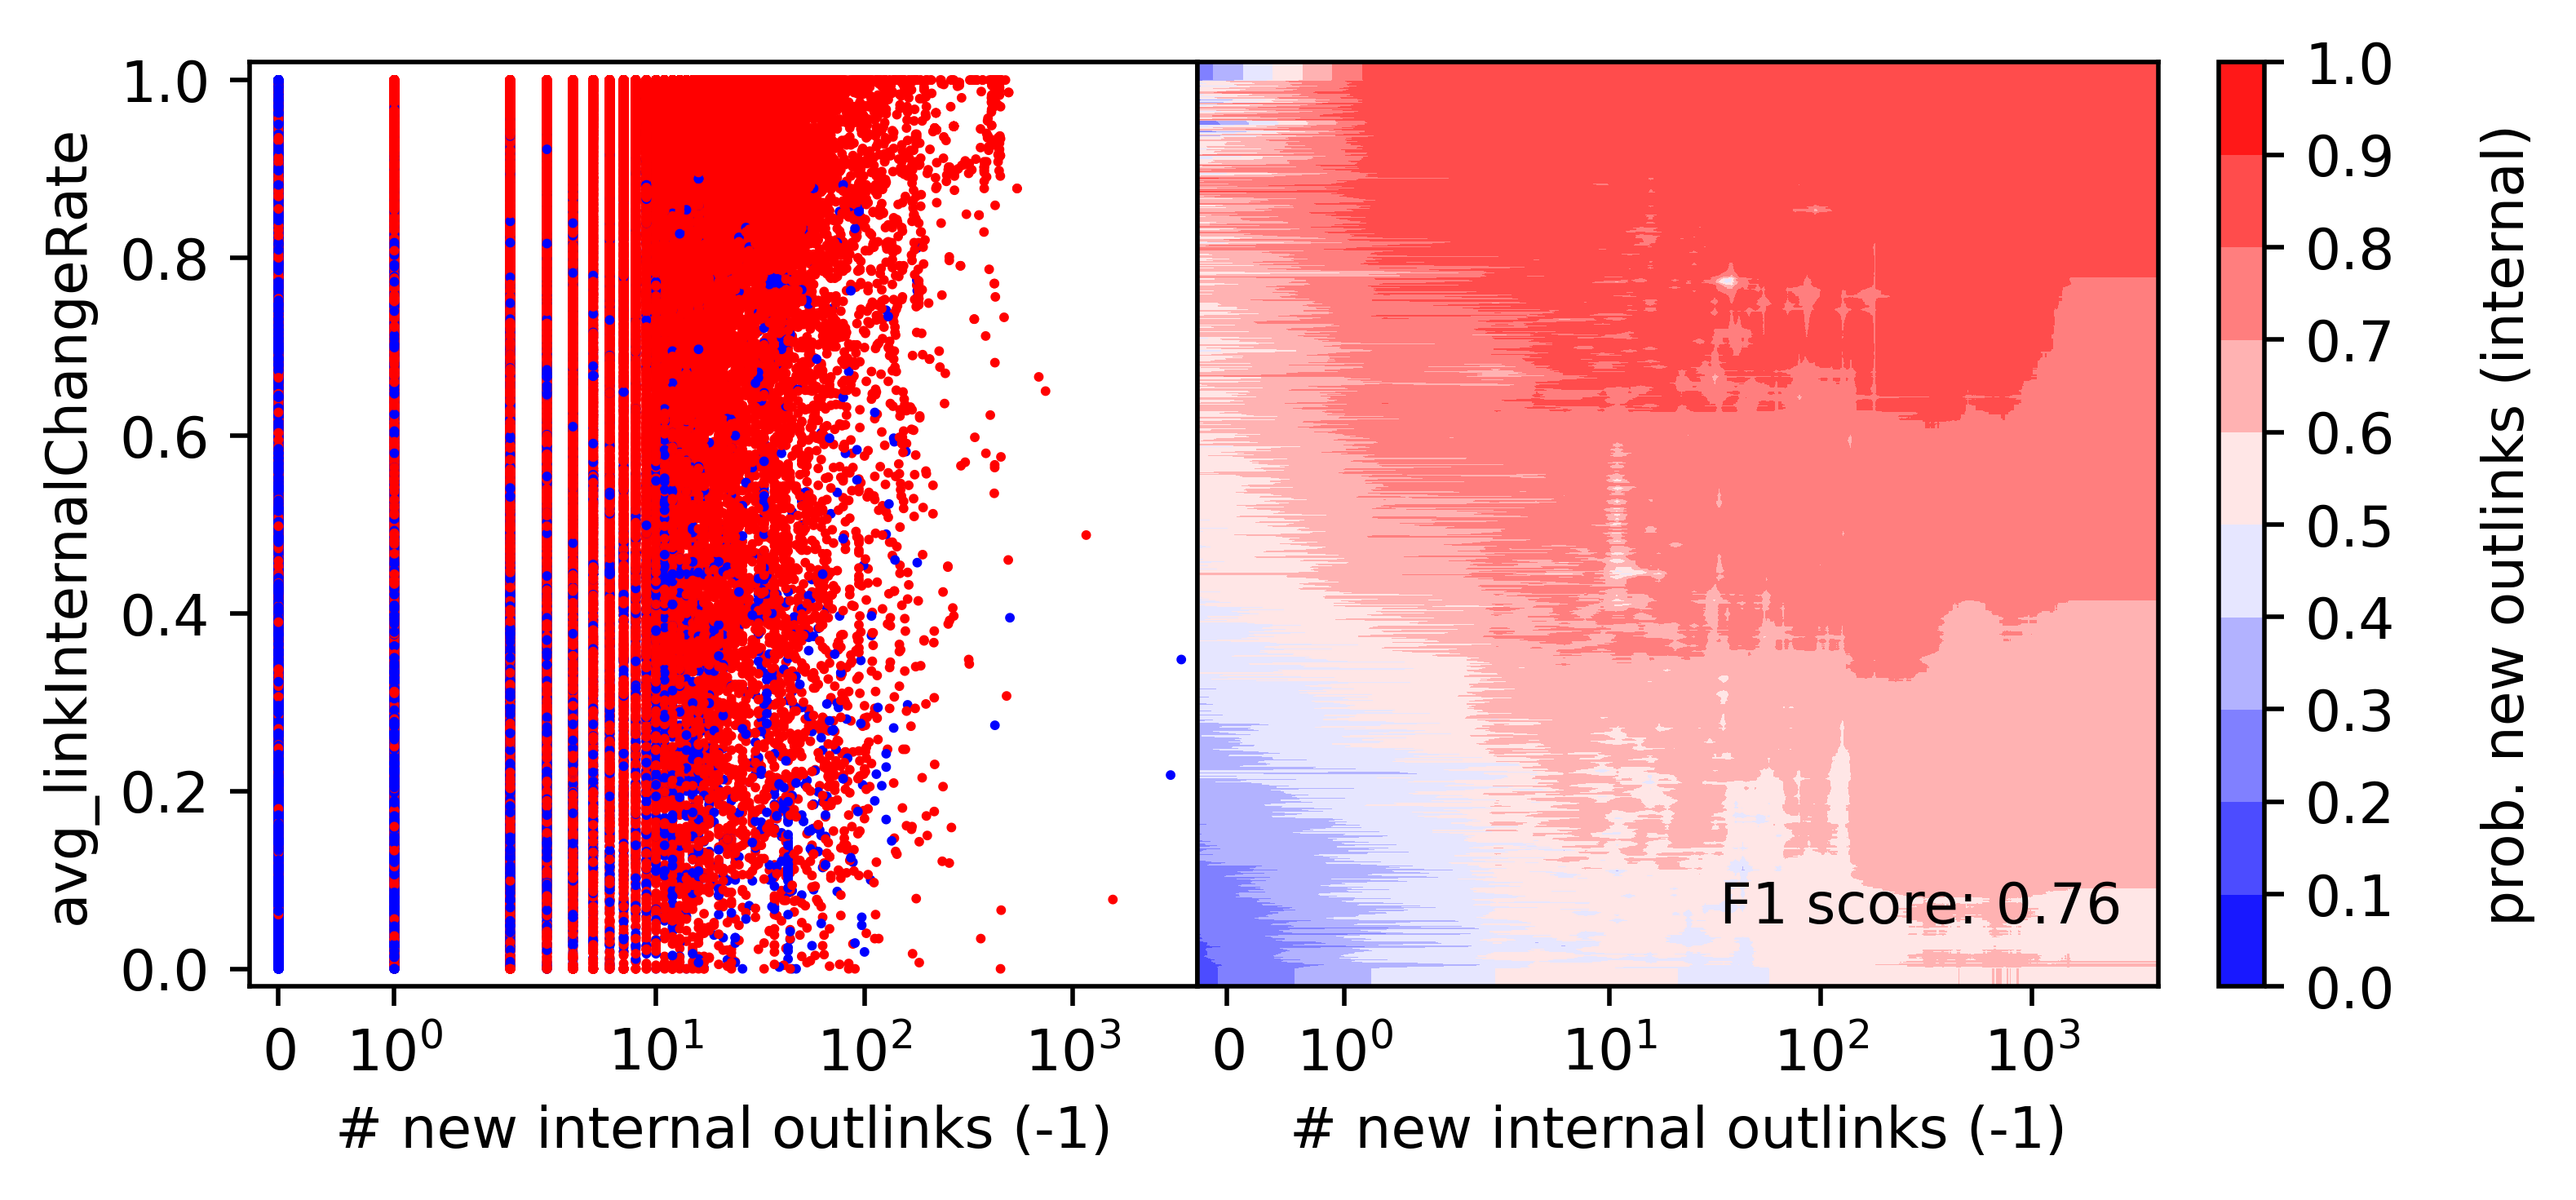 avg_linkInternalChangeRate
1.0
0.8
0.6
0.4
0.2
0.0
0 10⁰ 10¹ 10² 10³
# new internal outlinks (-1)
F1 score: 0.76
0 10⁰ 10¹ 10² 10³
# new internal outlinks (-1)
1.0
0.9
0.8
0.7
0.6
0.5
0.4
0.3
0.2
0.1
0.0
prob. new outlinks (internal)